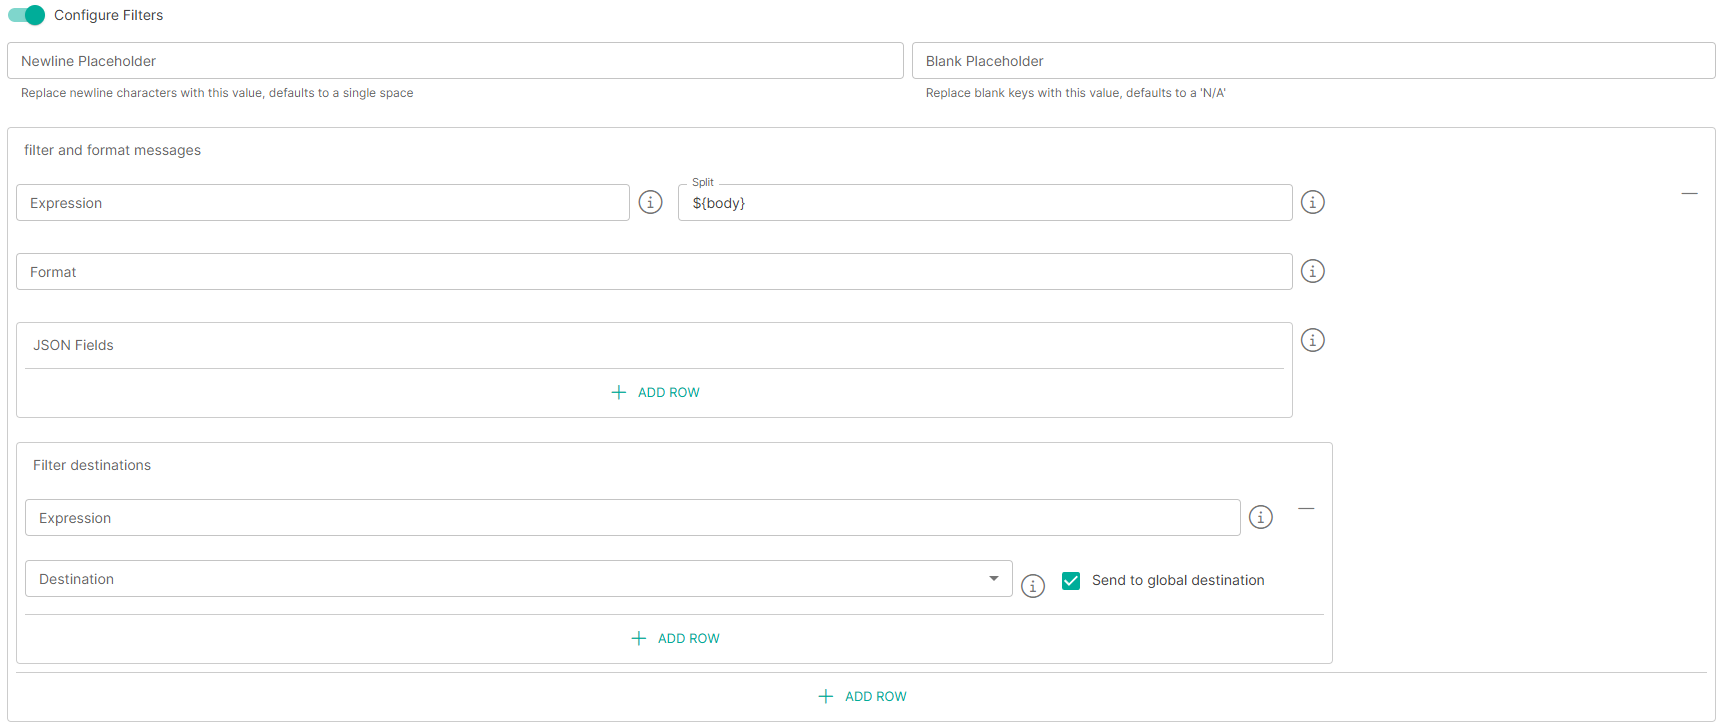 Configure Filters
Newline Placeholder
Blank Placeholder
Replace newline characters with this value, defaults to a single space
Replace blank keys with this value, defaults to a 'N/A'
filter and format messages
Split
Expression
${body}
Format
JSON Fields
ADD ROW
Filter destinations
Expression
Destination
Send to global destination
ADD ROW
ADD ROW